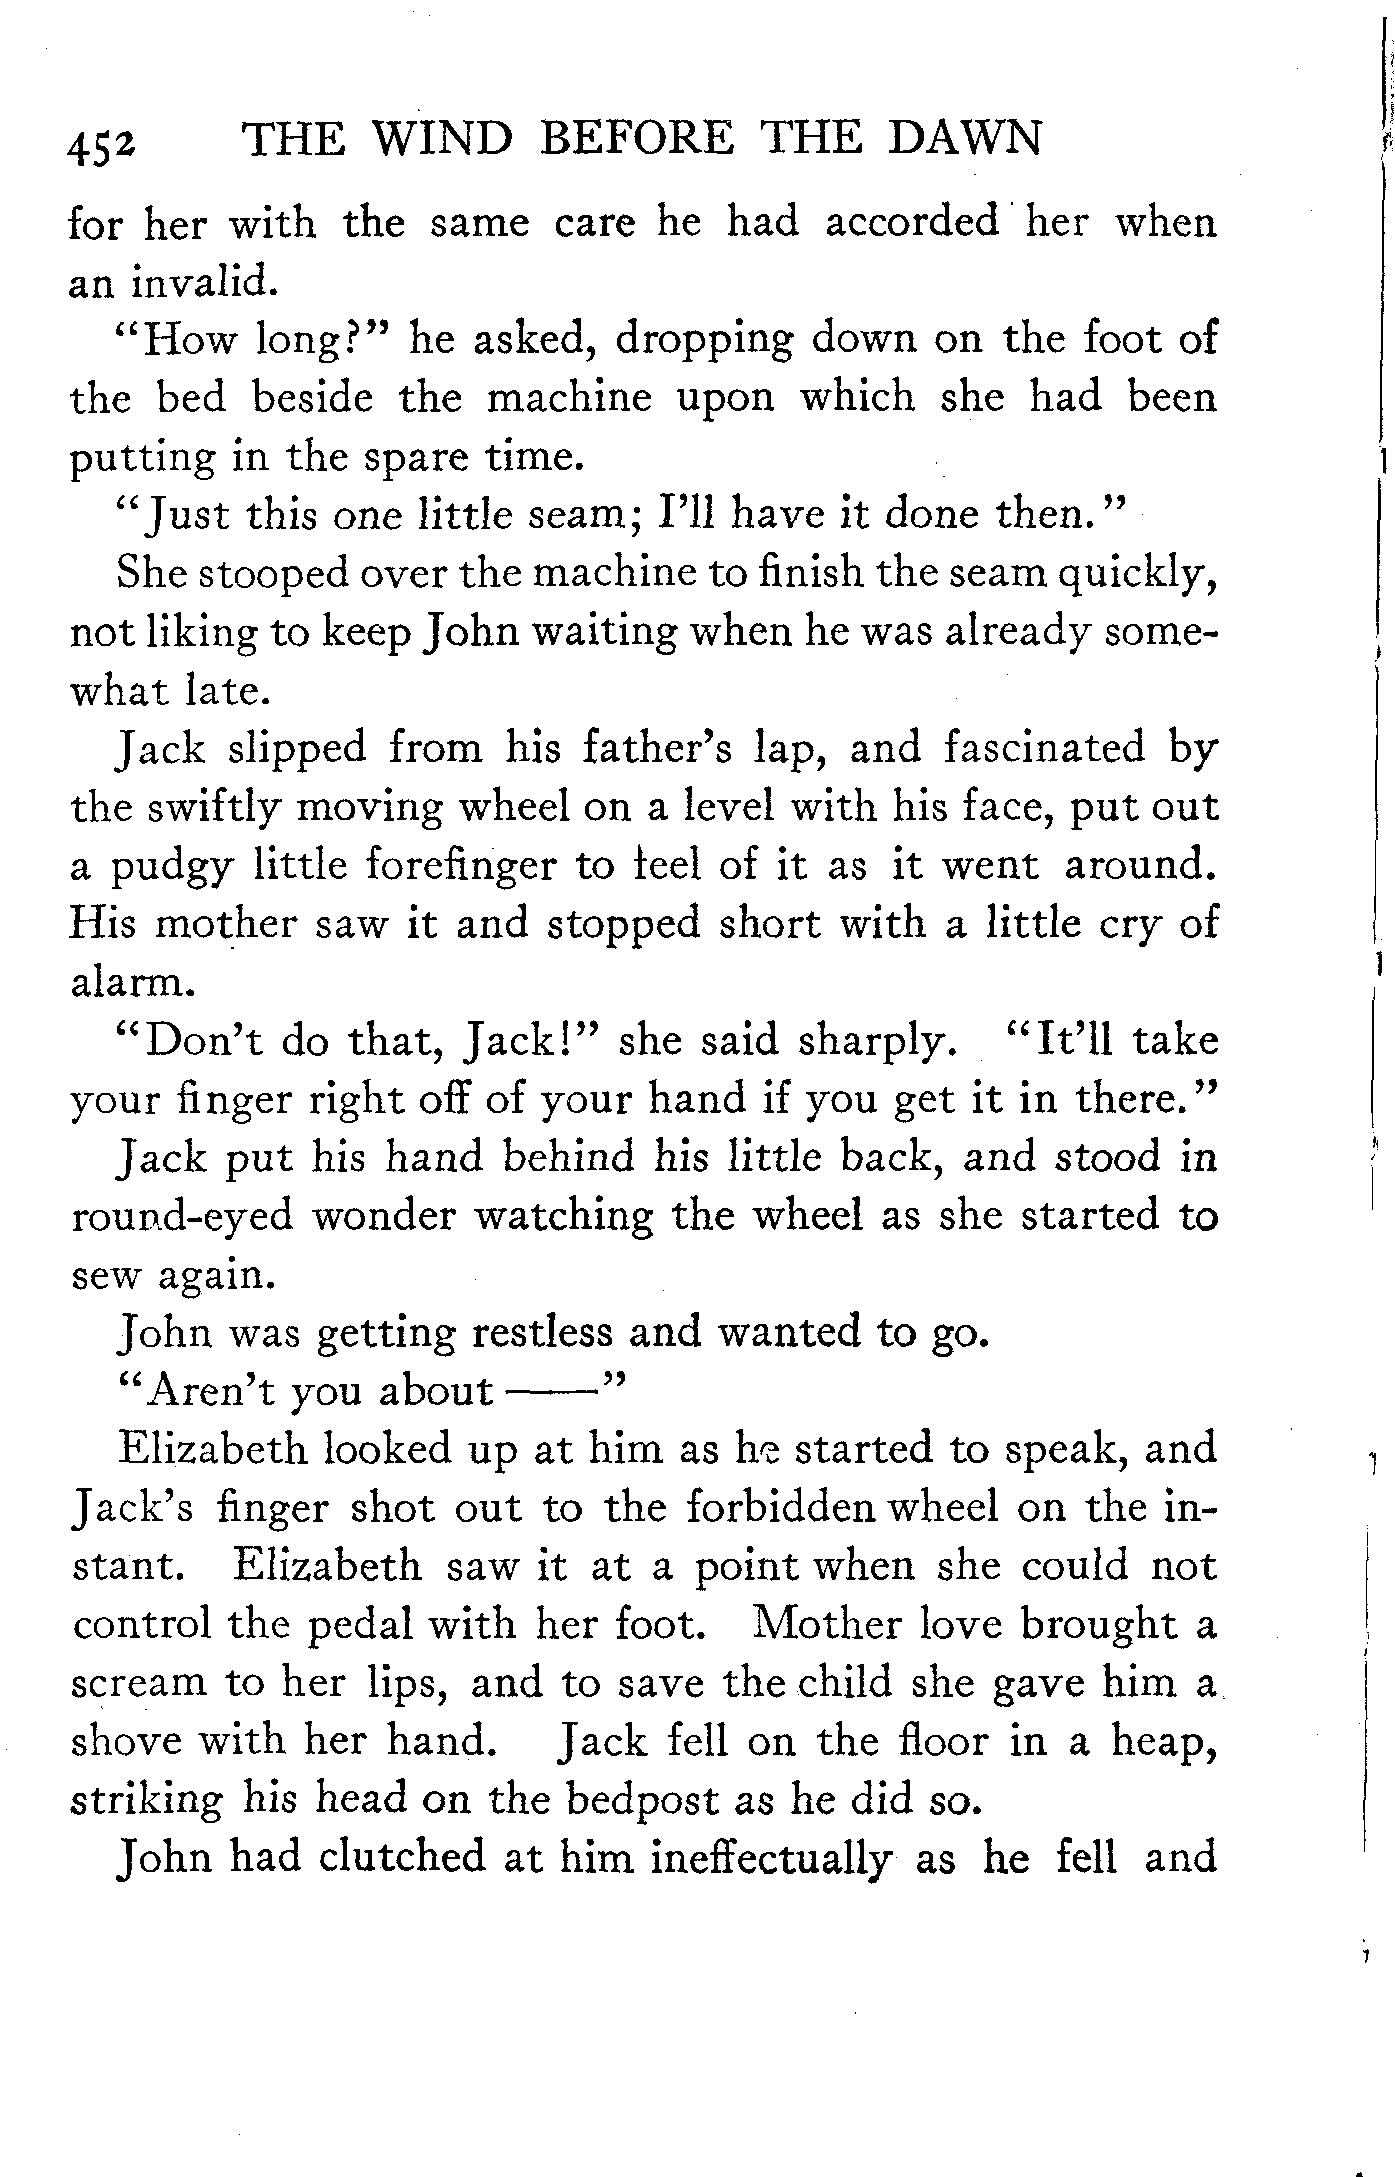 452 THE WIND BEFORE THE DAWN
for her with the same care he had accorded her when
an invalid.
"How long?" he asked, dropping down on the foot of
the bed beside the machine upon which she had been
putting in the spare time.
"Just this one little seam; I'll have it done then."
She stooped over the machine to finish the seam quickly,
not liking to keep John waiting when he was already some-
what late.
Jack slipped from his father's lap, and fascinated by
the swiftly moving wheel on a level with his face, put out
a pudgy little forefinger to feel of it as it went around.
His mother saw it and stopped short with a little cry of
alarm.
"Don't do that, Jack!" she said sharply. "It'll take
your finger right off of your hand if you get it in there."
Jack put his hand behind his little back, and stood in
round-eyed wonder watching the wheel as she started to
sew again.
John was getting restless and wanted to go.
"Aren't you about ——"
Elizabeth looked up at him as he started to speak, and
Jack's finger shot out to the forbidden wheel on the in-
stant. Elizabeth saw it at a point when she could not
control the pedal with her foot. Mother love brought a
scream to her lips, and to save the child she gave him a
shove with her hand. Jack fell on the floor in a heap,
striking his head on the bedpost as he did so.
John had clutched at him ineffectually as he fell and